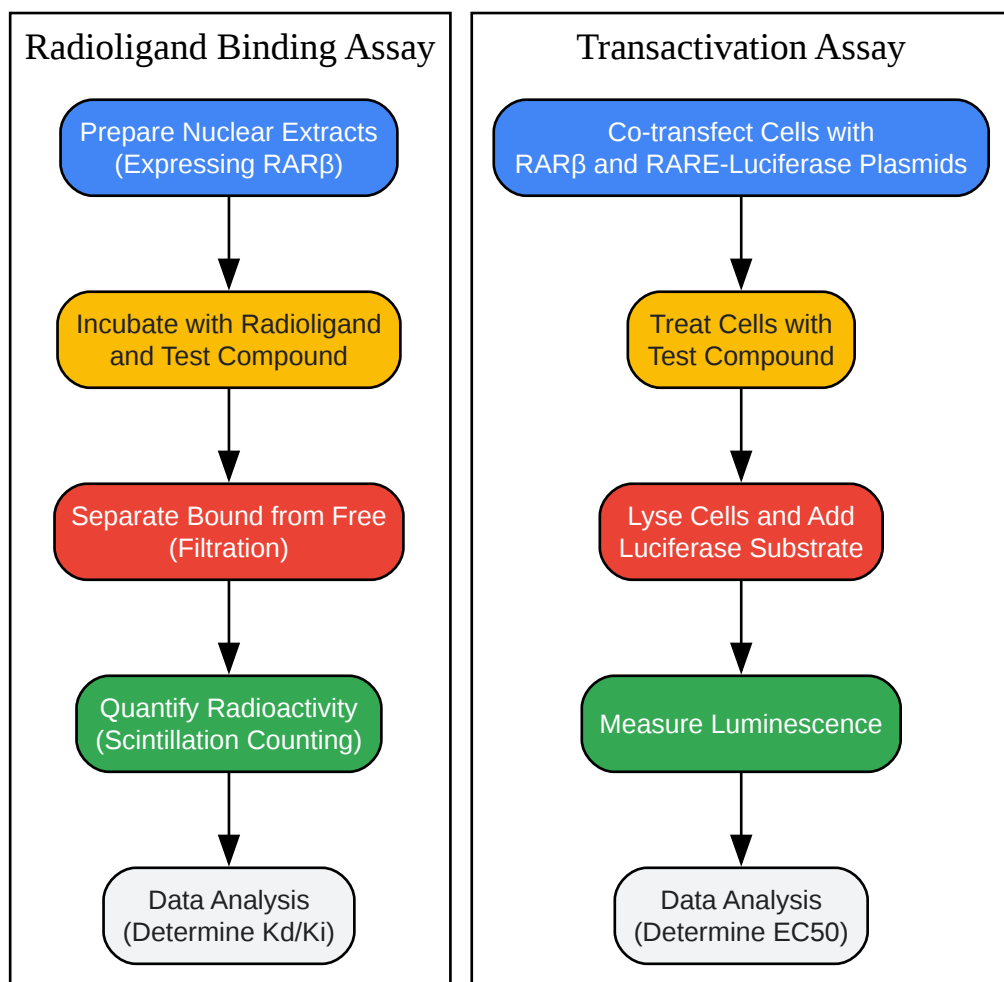 Radioligand Binding Assay
Prepare Nuclear Extracts
(Expressing RARβ)
Incubate with Radioligand
and Test Compound
Separate Bound from Free
(Filtration)
Quantify Radioactivity
(Scintillation Counting)
Data Analysis
(Determine Kd/Ki)
Transactivation Assay
Co-transfect Cells with
RARβ and RARE-Luciferase Plasmids
Treat Cells with
Test Compound
Lyse Cells and Add
Luciferase Substrate
Measure Luminescence
Data Analysis
(Determine EC50)